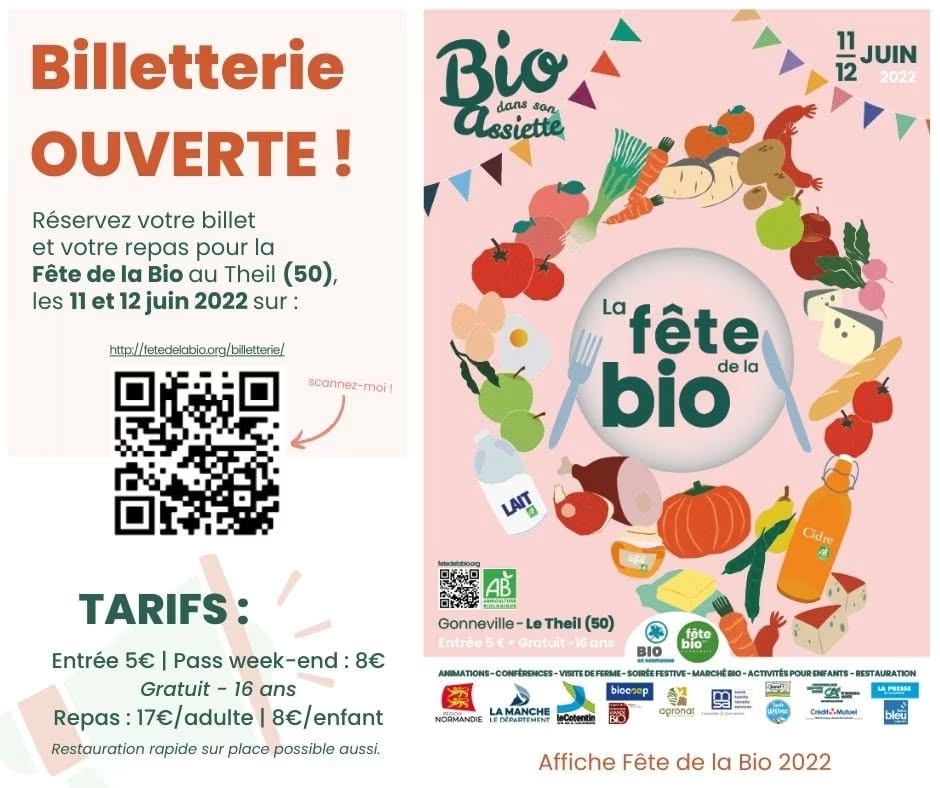 Billetterie
OUVERTE !
Réservez votre billet
et votre repas pour la
Fête de la Bio au Theil (50),
les 11 et 12 juin 2022 sur :
http://fetedelabio.org/billetterie/
scannez-moi !
TARIFS :
Entrée 5€ | Pass week-end : 8€
Gratuit - 16 ans
Repas : 17€/adulte | 8€/enfant
Restauration rapide sur place possible aussi.
Bio
dans son
assiette
11
12
JUIN
2022
La
fête
de la
bio
LAIT
AB
Cidre
AB
fetedelabio.org
AB
AGRICULTURE
BIOLOGIQUE
Gonneville - Le Theil (50)
Entrée 5 € • Gratuit -16 ans
BIO
EN NORMANDIE
fête
bio
ANIMATIONS - CONFÉRENCES - VISITE DE FERME - SOIRÉE FESTIVE - MARCHÉ BIO - ACTIVITÉS POUR ENFANTS - RESTAURATION
RÉGION
NORMANDIE
LA MANCHE
LE DÉPARTEMENT
leCotentin
biocoop
BIO
agronat
Crédit Mutuel
LA PRESSE
bleu
Affiche Fête de la Bio 2022